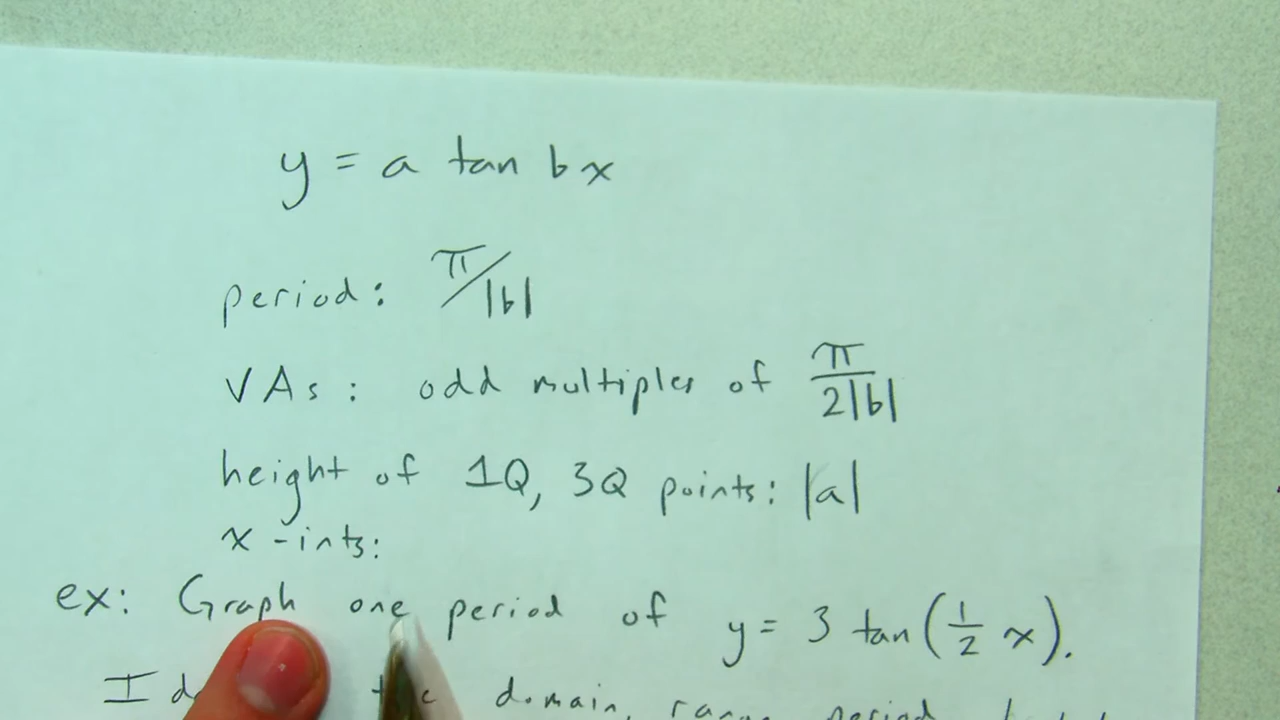 y = a tan bx
period: π/|b|
VAs: odd multiples of π/2|b|
height of 1Q, 3Q points: |a|
x-ints:
ex: Graph one period of y = 3 tan(1/2 x).
domain,